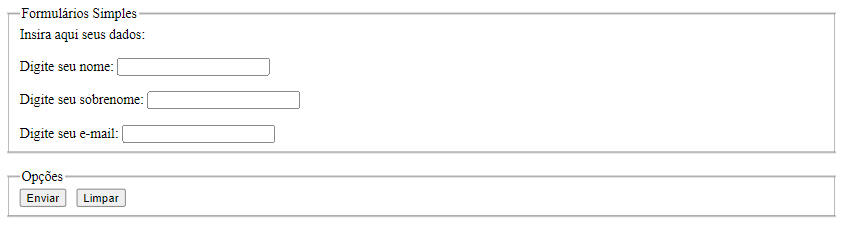 Formulários Simples
Insira aqui seus dados:
Digite seu nome:
Digite seu sobrenome:
Digite seu e-mail:
Opções
Enviar Limpar